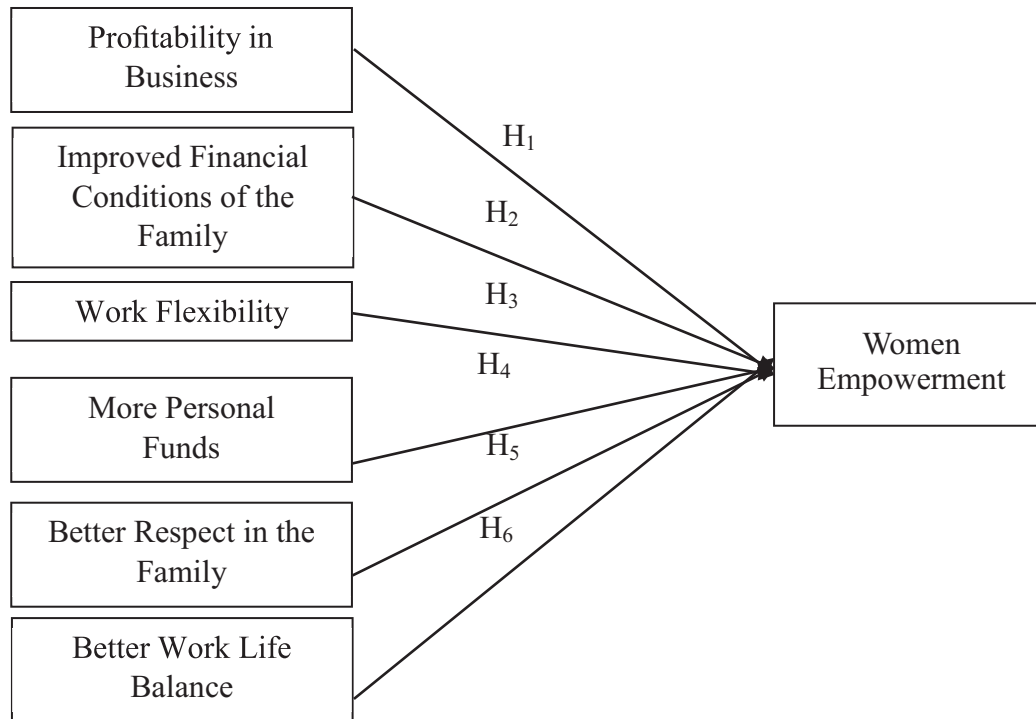 Profitability in
Business
H₁
Improved Financial
Conditions of the
Family
H₂
H₃
Work Flexibility
Women
Empowerment
H₄
More Personal
Funds
H₅
Better Respect in the
Family
H₆
Better Work Life
Balance